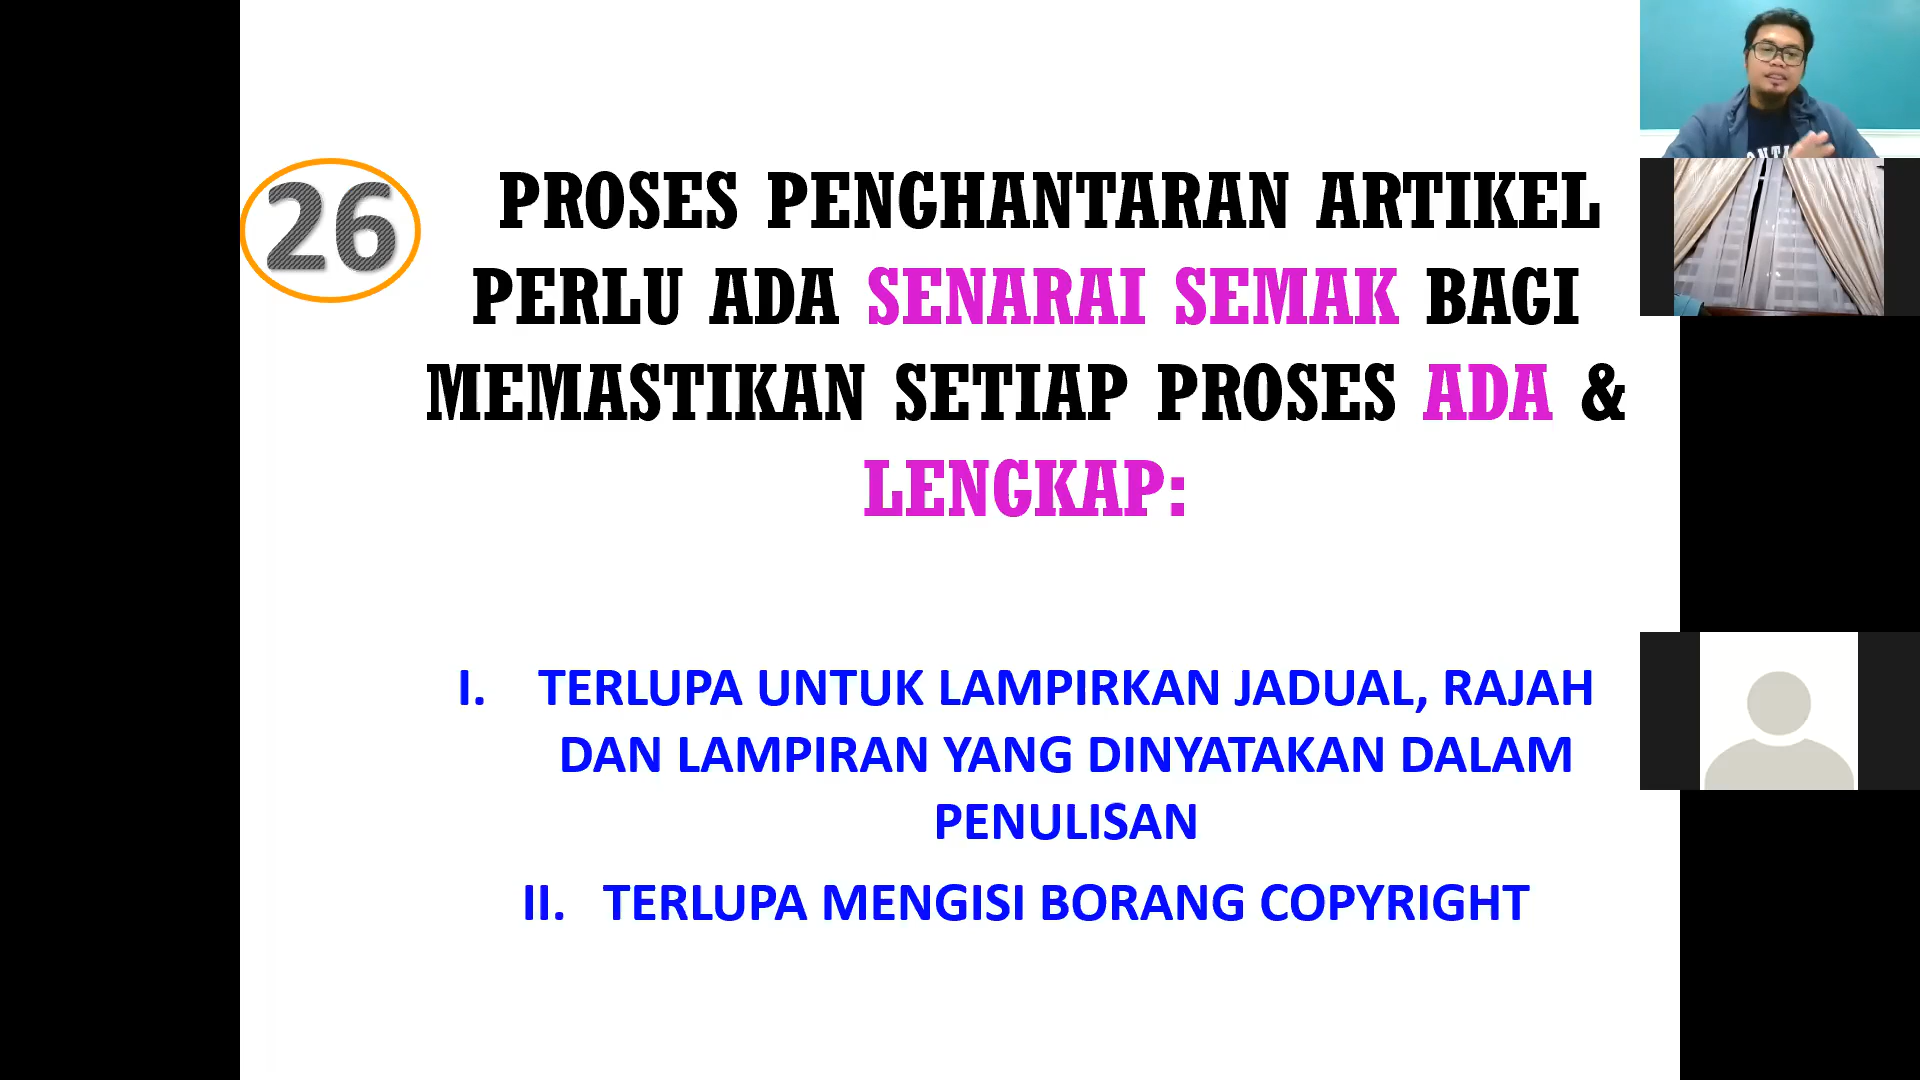 26
PROSES PENGHANTARAN ARTIKEL
PERLU ADA SENARAI SEMAK BAGI
MEMASTIKAN SETIAP PROSES ADA &
LENGKAP:
I. TERLUPA UNTUK LAMPIRKAN JADUAL, RAJAH
DAN LAMPIRAN YANG DINYATAKAN DALAM
PENULISAN
II. TERLUPA MENGISI BORANG COPYRIGHT